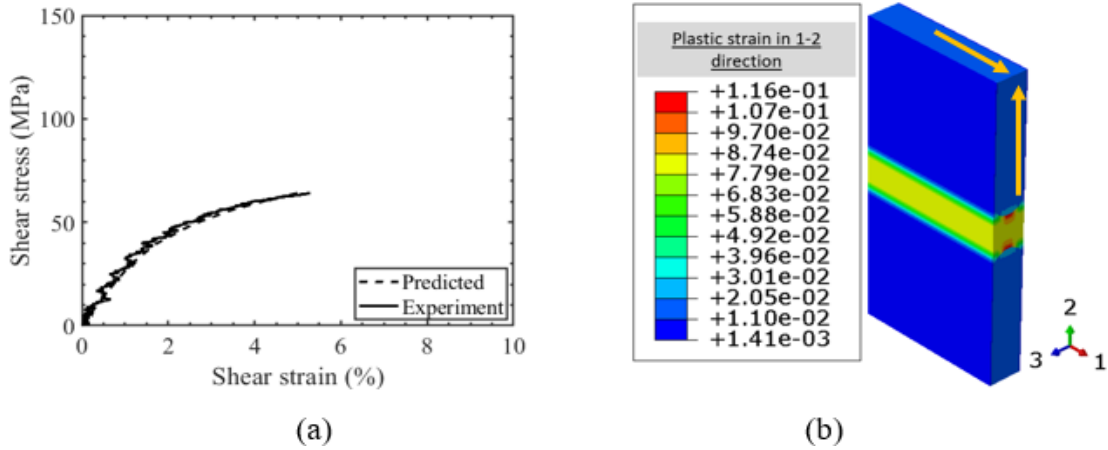 150
100
50
0
Shear stress (MPa)
Predicted
Experiment
0 2 4 6 8 10
Shear strain (%)
(a)
Plastic strain in 1-2
direction
+1.16e-01
+1.07e-01
+9.70e-02
+8.74e-02
+7.79e-02
+6.83e-02
+5.88e-02
+4.92e-02
+3.96e-02
+3.01e-02
+2.05e-02
+1.10e-02
+1.41e-03
2
3
1
(b)